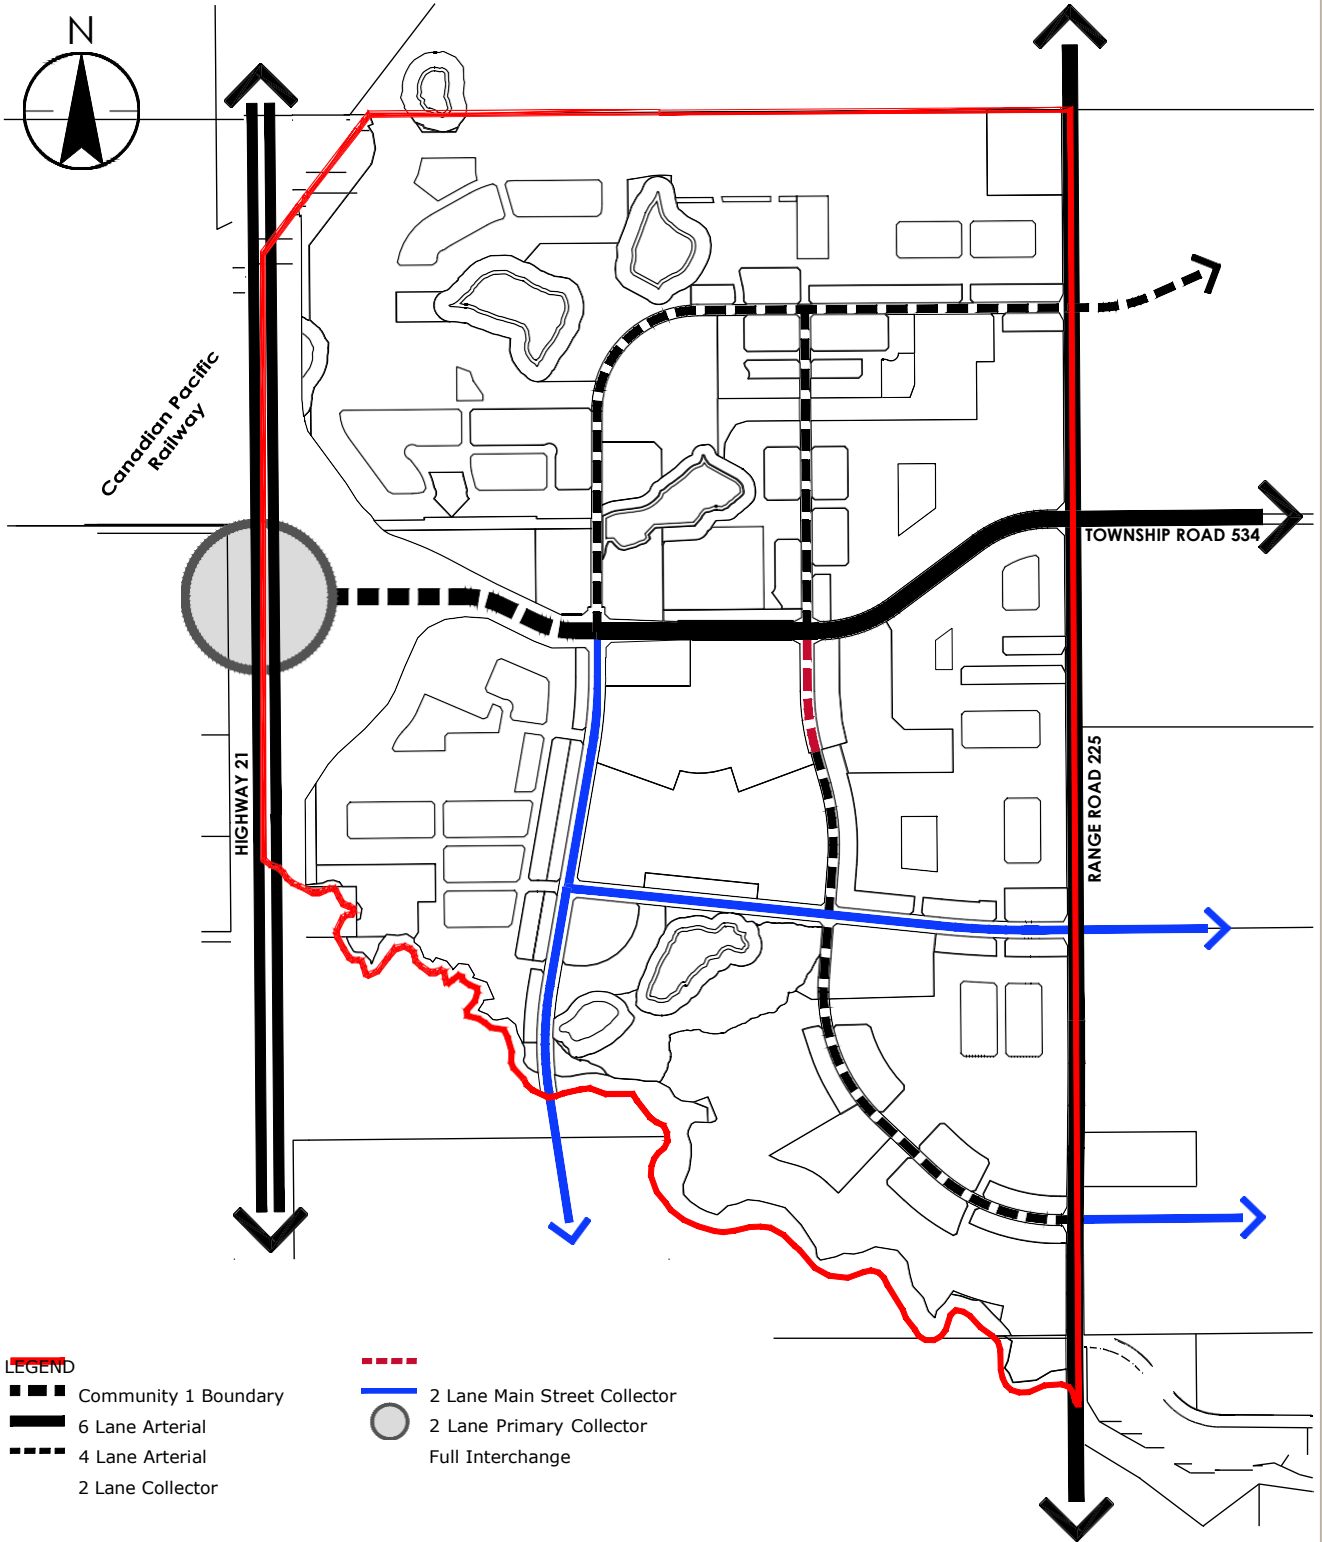 N
Canadian Pacific
Railway
TOWNSHIP ROAD 534
HIGHWAY 21
RANGE ROAD 225
LEGEND
Community 1 Boundary
6 Lane Arterial
4 Lane Arterial
2 Lane Collector
2 Lane Main Street Collector
2 Lane Primary Collector
Full Interchange